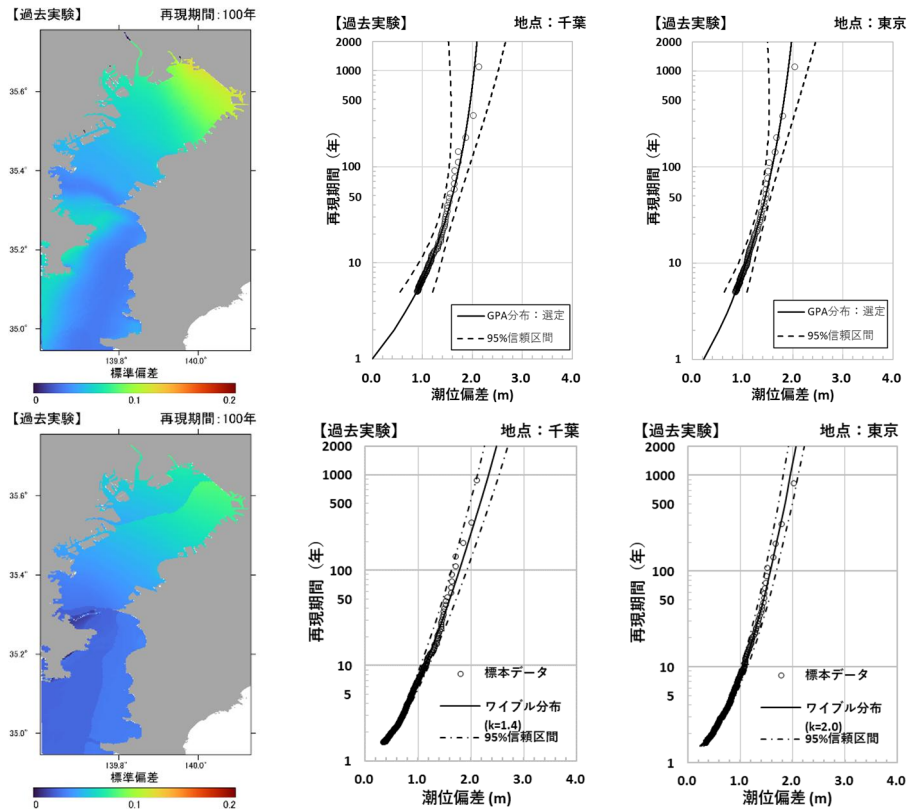 【過去実験】 再現期間:100年
35.6°
35.4°
35.2°
35.0°
139.8° 140.0°
標準偏差
0 0.1 0.2
【過去実験】 地点：千葉
再現期間（年）
2000
1000
500
100
50
10
5
1
GPA分布：選定
95%信頼区間
0.0 1.0 2.0 3.0 4.0
潮位偏差 (m)
【過去実験】 地点：東京
再現期間（年）
2000
1000
500
100
50
10
5
1
GPA分布：選定
95%信頼区間
0.0 1.0 2.0 3.0 4.0
潮位偏差 (m)
【過去実験】 再現期間:100年
35.6°
35.4°
35.2°
35.0°
139.8° 140.0°
標準偏差
0 0.1 0.2
【過去実験】 地点：千葉
再現期間（年）
2000
1000
500
100
50
10
5
1
標本データ
ワイブル分布
(k=1.4)
95%信頼区間
0.0 1.0 2.0 3.0 4.0
潮位偏差 (m)
【過去実験】 地点：東京
再現期間（年）
2000
1000
500
100
50
10
5
1
標本データ
ワイブル分布
(k=2.0)
95%信頼区間
0.0 1.0 2.0 3.0 4.0
潮位偏差 (m)